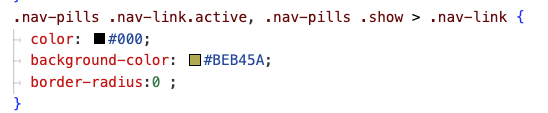 .nav-pills .nav-link.active, .nav-pills .show > .nav-link {
color: #000;
background-color: #BEB45A;
border-radius:0 ;
}